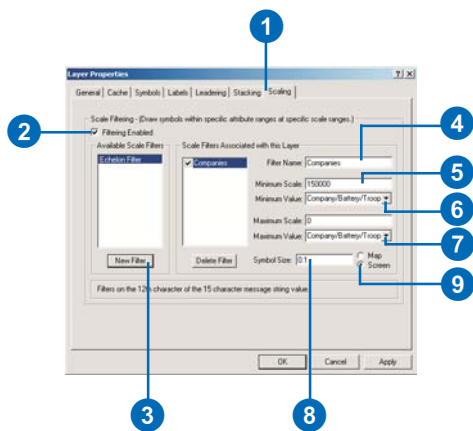 1
Layer Properties
General Cache Symbols Labels Leadering Stacking Scaling
Scale Filtering - (Draw symbols within specific attribute ranges at specific scale ranges.)
2
Filtering Enabled
Available Scale Filters
Echelon Filter
New Filter
3
Scale Filters Associated with this Layer
Companies
Delete Filter
Filter Name: Companies
4
Minimum Scale: 150000
5
Minimum Value: Company/Battery/Troop
6
Maximum Scale: 0
Maximum Value: Company/Battery/Troop
7
Symbol Size: 0.1
8
Map
Screen
9
Filters on the 12th character of the 15 character message string value.
OK Cancel Apply